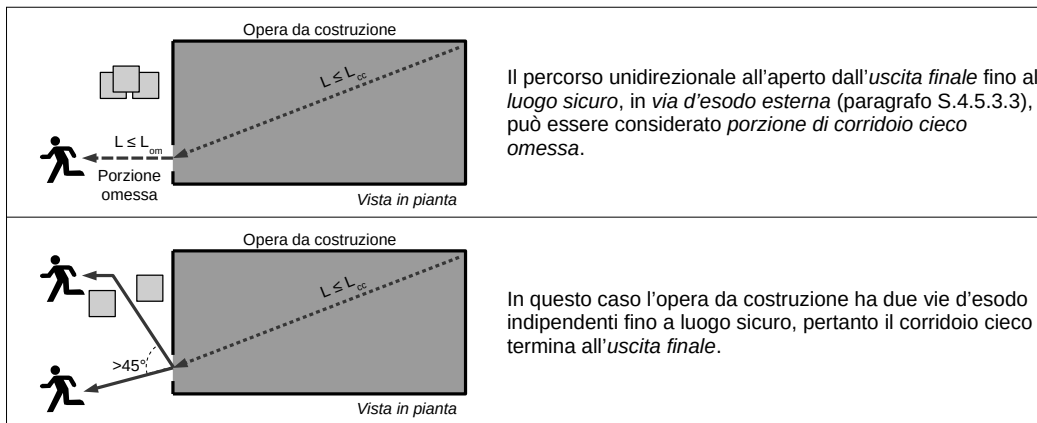 Opera da costruzione
L ≤ Lcc
L ≤ Lom
Porzione
omessa
Vista in pianta
Il percorso unidirezionale all'aperto dall'uscita finale fino al
luogo sicuro, in via d'esodo esterna (paragrafo S.4.5.3.3),
può essere considerato porzione di corridoio cieco
omessa.
Opera da costruzione
L ≤ Lcc
>45°
Vista in pianta
In questo caso l'opera da costruzione ha due vie d'esodo
indipendenti fino a luogo sicuro, pertanto il corridoio cieco
termina all'uscita finale.